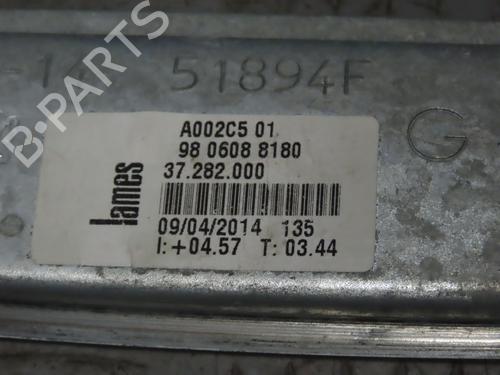 51894F
G
A002C5 01
98 0608 8180
37.282.000
lames
09/04/2014 135
I:+04.57 T: 03.44
B-PARTS